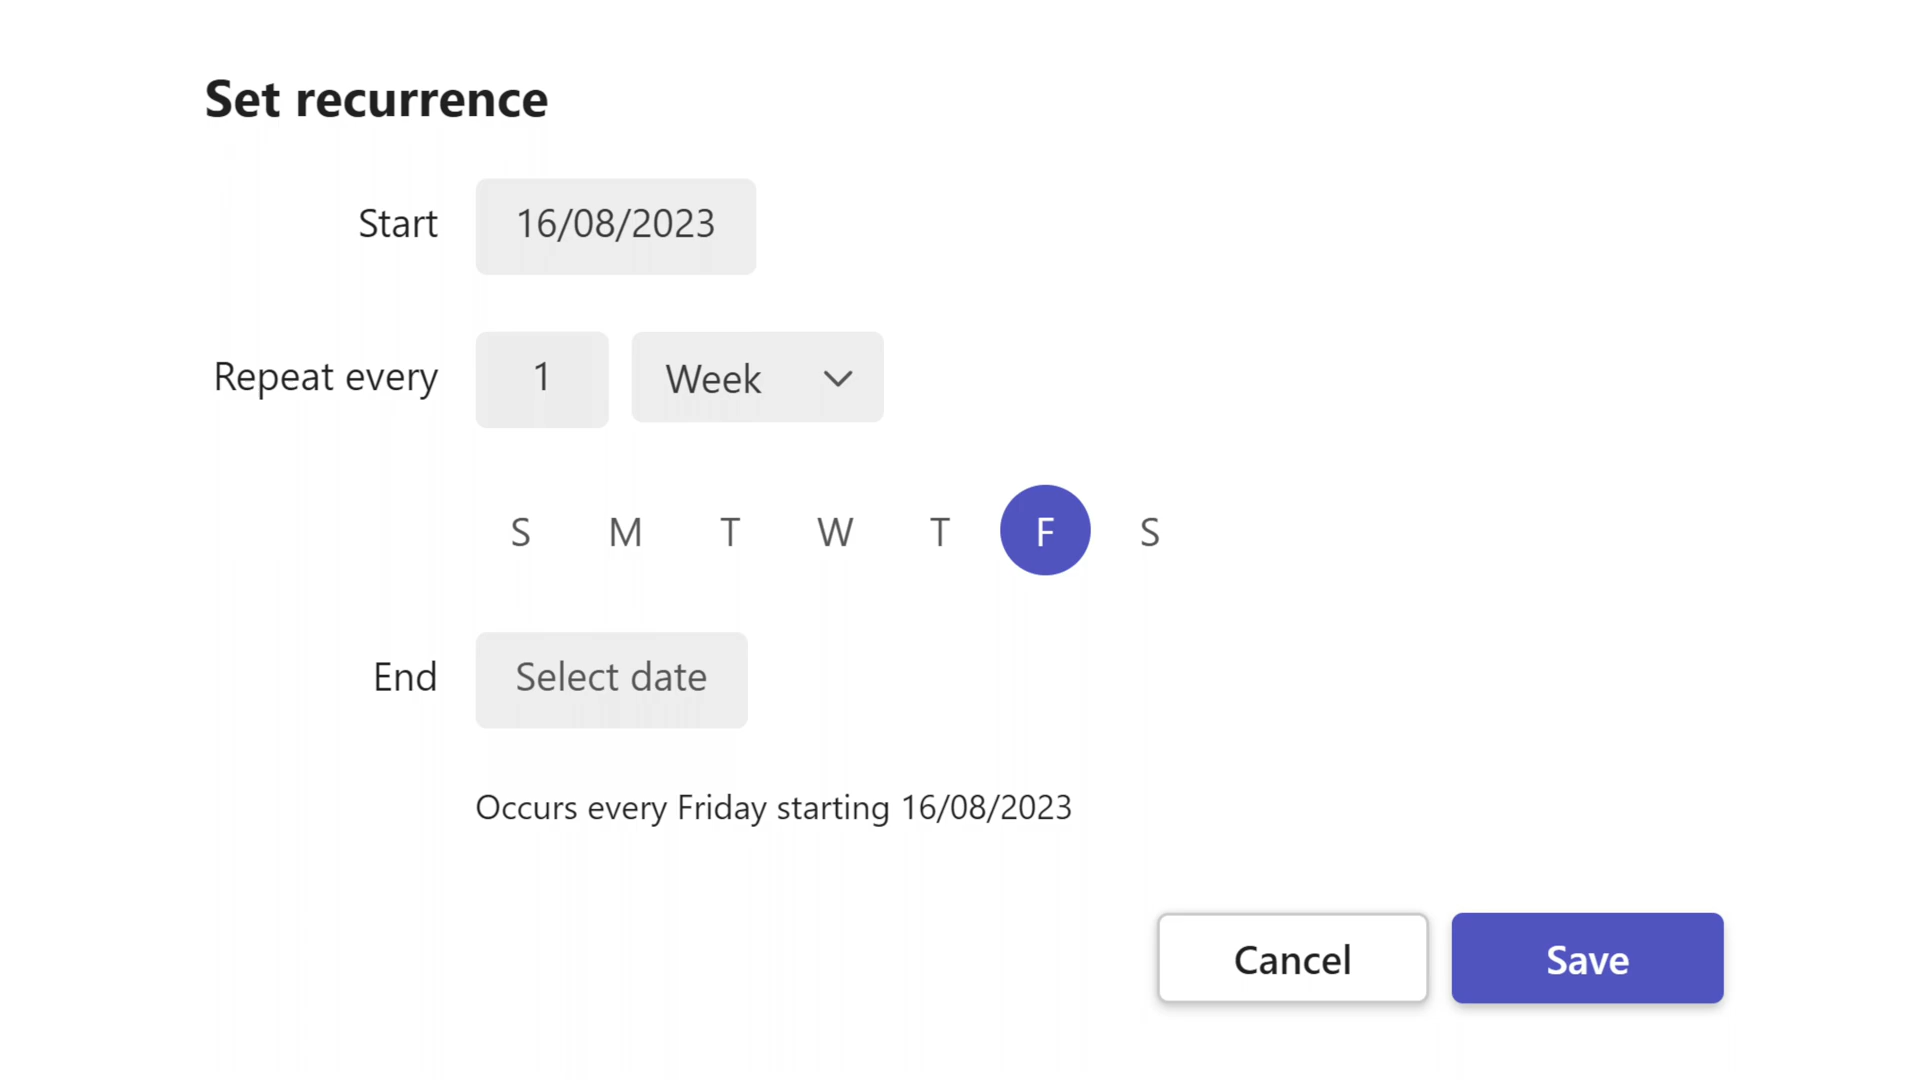 Set recurrence
Start 16/08/2023
Repeat every 1 Week
S M T W T F S
End Select date
Occurs every Friday starting 16/08/2023
Cancel Save